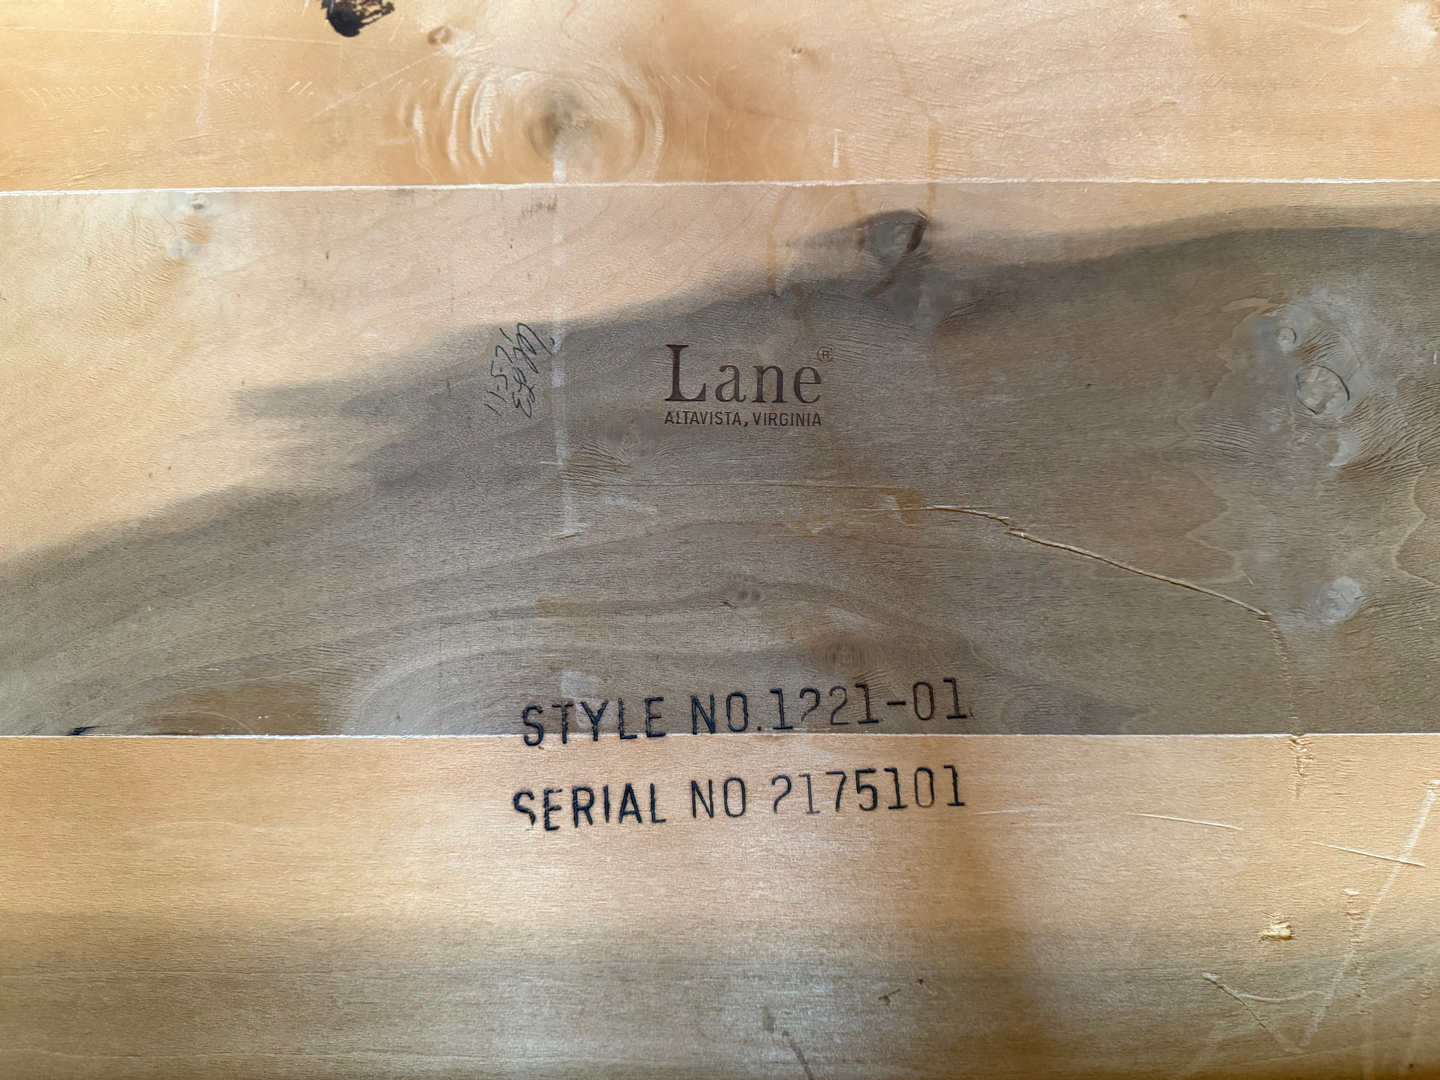 Lane®
ALTAVISTA, VIRGINIA
STYLE NO.1221-01
SERIAL NO 2175101